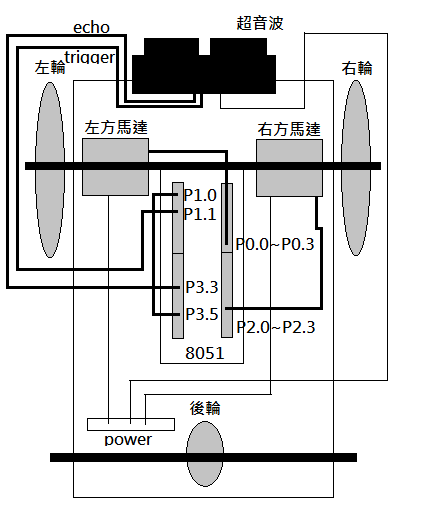 echo
超音波
trigger
左輪
右輪
左方馬達
右方馬達
P1.0
P1.1
P0.0~P0.3
P3.3
P3.5
P2.0~P2.3
8051
後輪
power